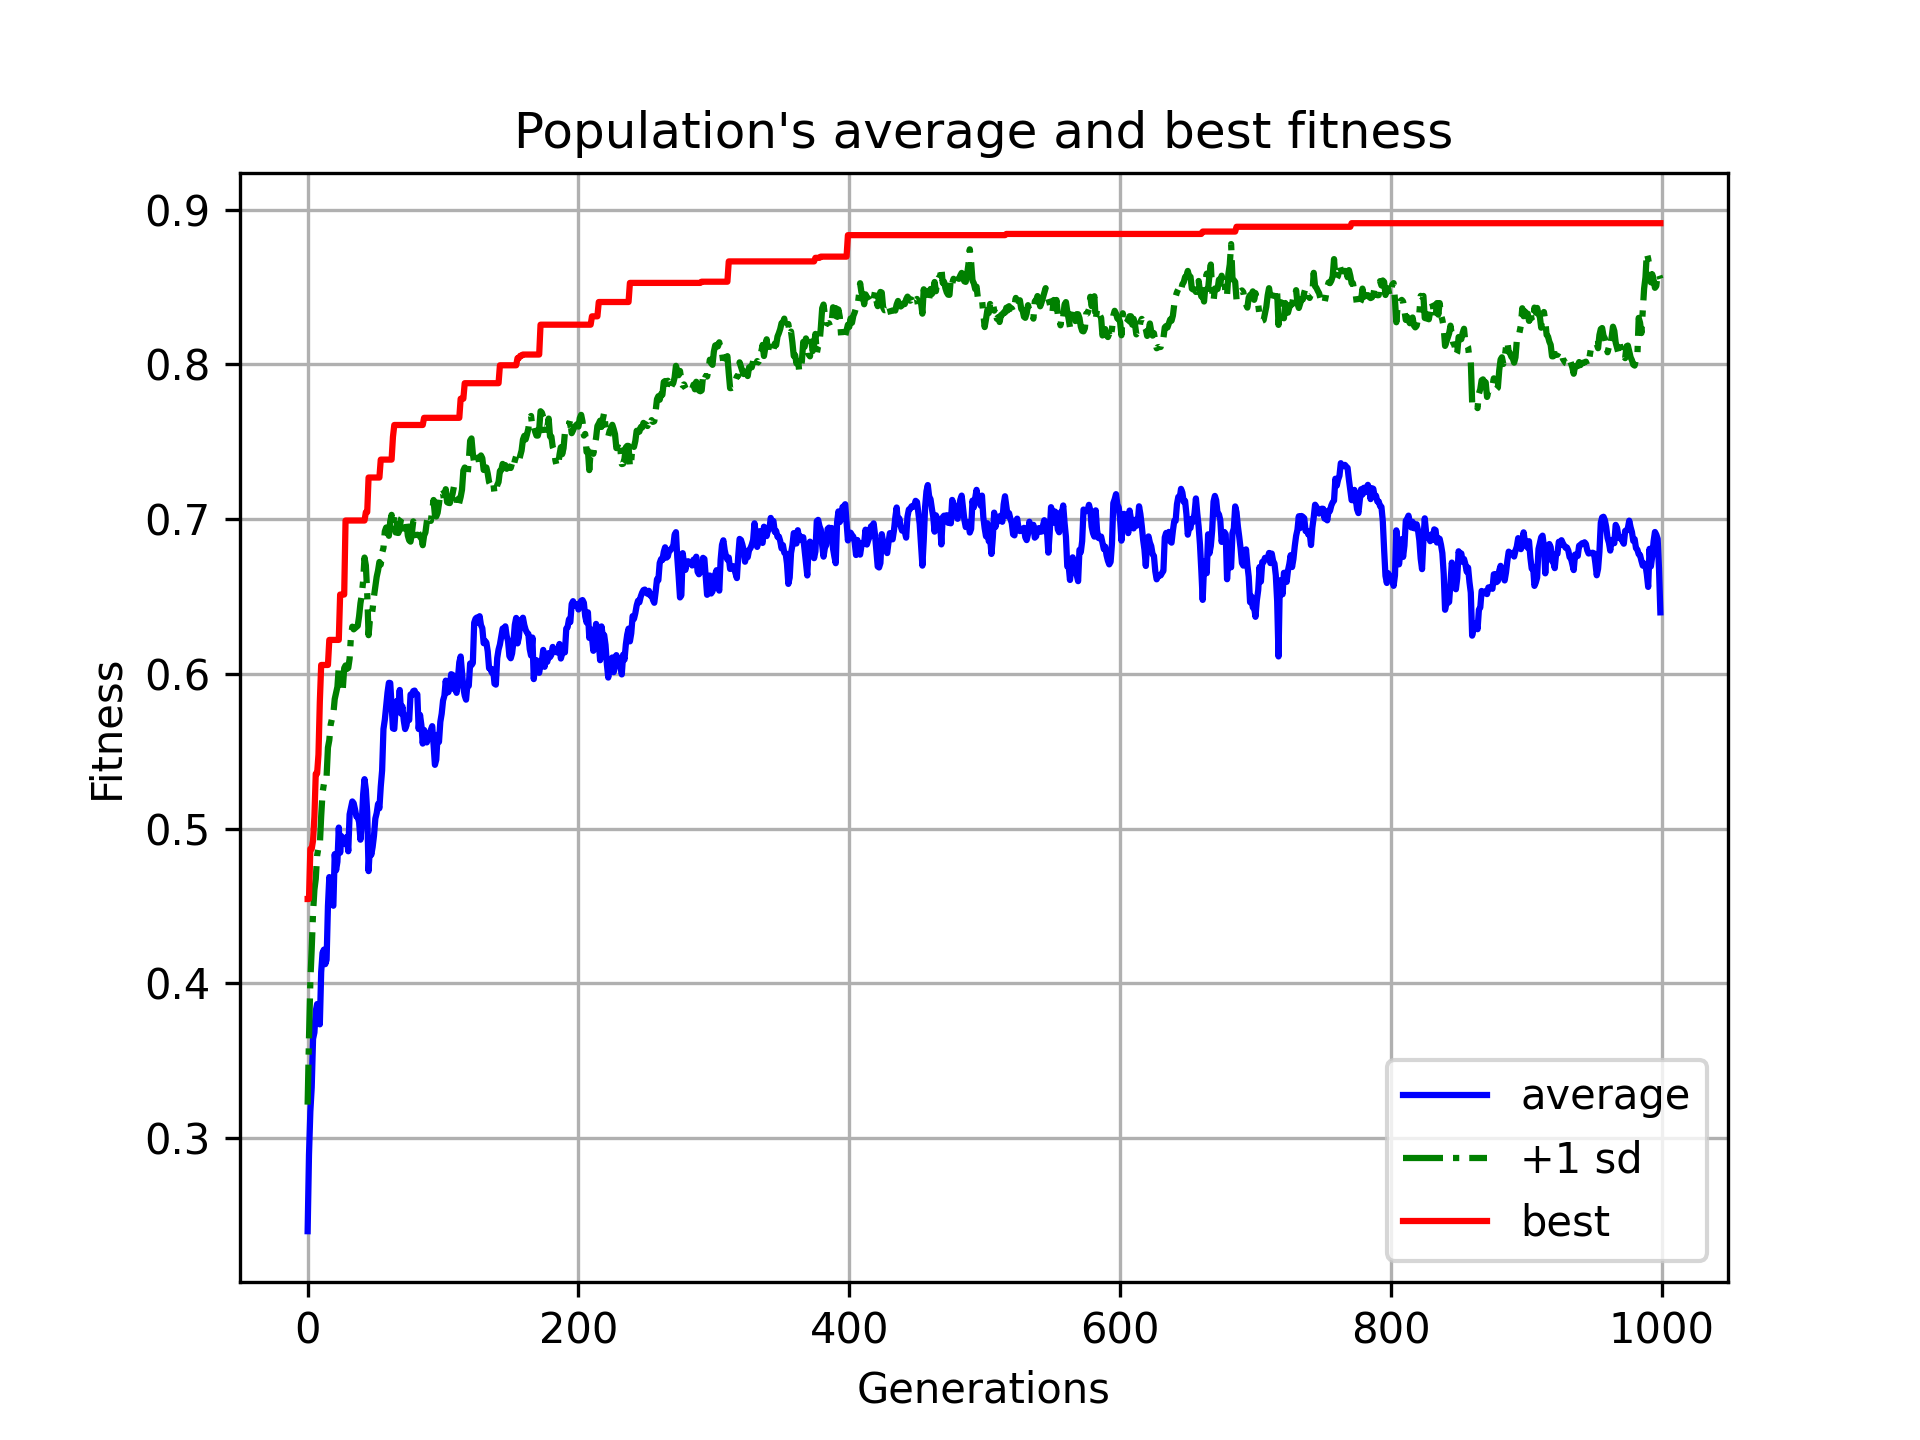 Population's average and best fitness
0.9
0.8
0.7
0.6
0.5
0.4
0.3
Fitness
0
200
400
600
800
1000
Generations
average
+1 sd
best